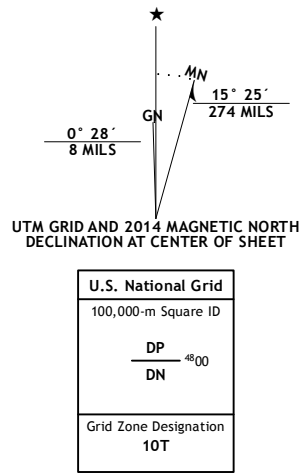 ★
MN
15° 25´
274 MILS
GN
0° 28´
8 MILS
UTM GRID AND 2014 MAGNETIC NORTH
DECLINATION AT CENTER OF SHEET
U.S. National Grid
100,000-m Square ID
DP
4800
DN
Grid Zone Designation
10T